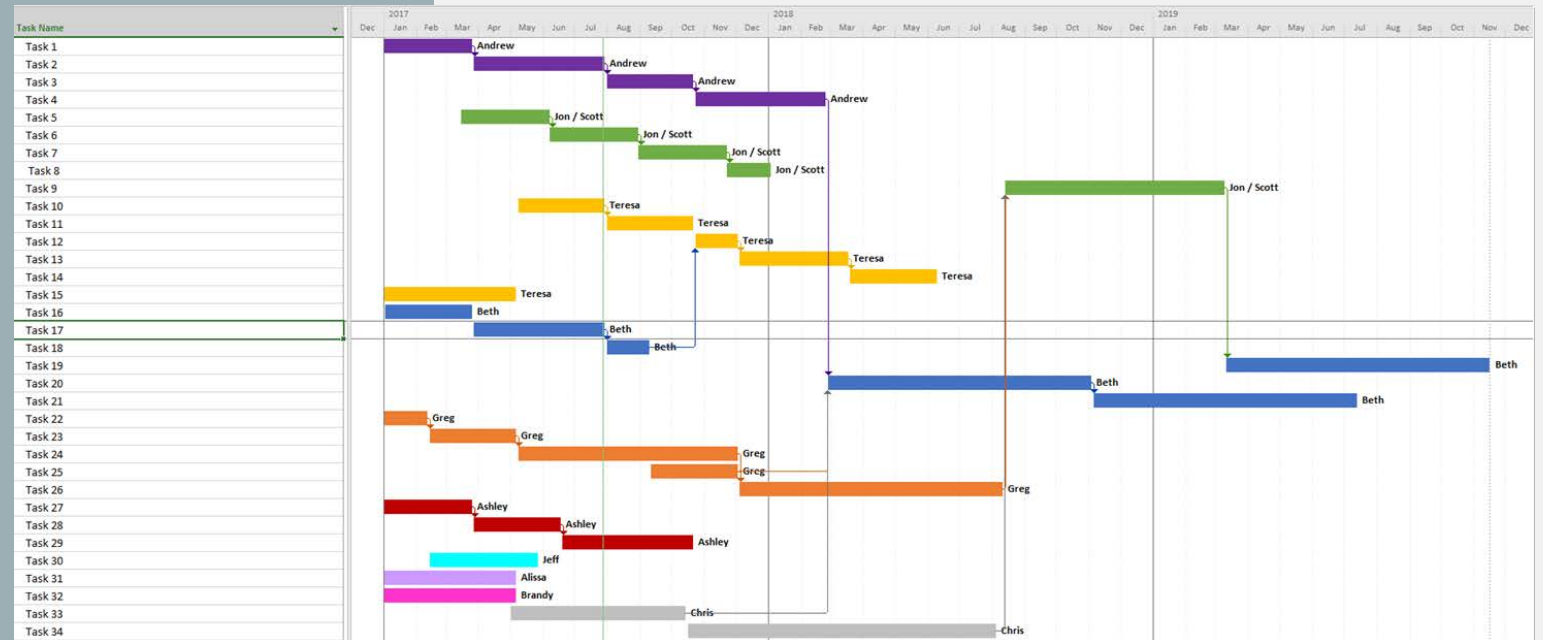 2017 2018 2019
Task Name Dec Jan Feb Mar Apr May Jun Jul Aug Sep Oct Nov Dec Jan Feb Mar Apr May Jun Jul Aug Sep Oct Nov Dec Jan Feb Mar Apr May Jun Jul Aug Sep Oct Nov Dec
Task 1 Andrew
Task 2 Andrew
Task 3 Andrew
Task 4 Andrew
Task 5 Jon / Scott
Task 6 Jon / Scott
Task 7 Jon / Scott
Task 8 Jon / Scott
Task 9 Jon / Scott
Task 10 Teresa
Task 11 Teresa
Task 12 Teresa
Task 13 Teresa
Task 14 Teresa
Task 15 Teresa
Task 16 Beth
Task 17 Beth
Task 18 Beth
Task 19 Beth
Task 20 Beth
Task 21 Beth
Task 22 Greg
Task 23 Greg
Task 24 Greg
Task 25 Greg
Task 26 Greg
Task 27 Ashley
Task 28 Ashley
Task 29 Ashley
Task 30 Jeff
Task 31 Alissa
Task 32 Brandy
Task 33 Chris
Task 34 Chris